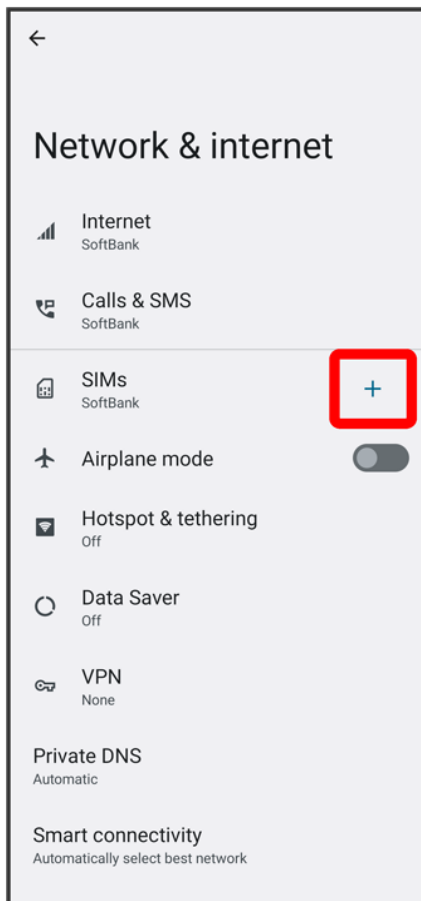 Network & internet
Internet
SoftBank
Calls & SMS
SoftBank
SIMs
SoftBank
Airplane mode
Hotspot & tethering
Off
Data Saver
Off
VPN
None
Private DNS
Automatic
Smart connectivity
Automatically select best network